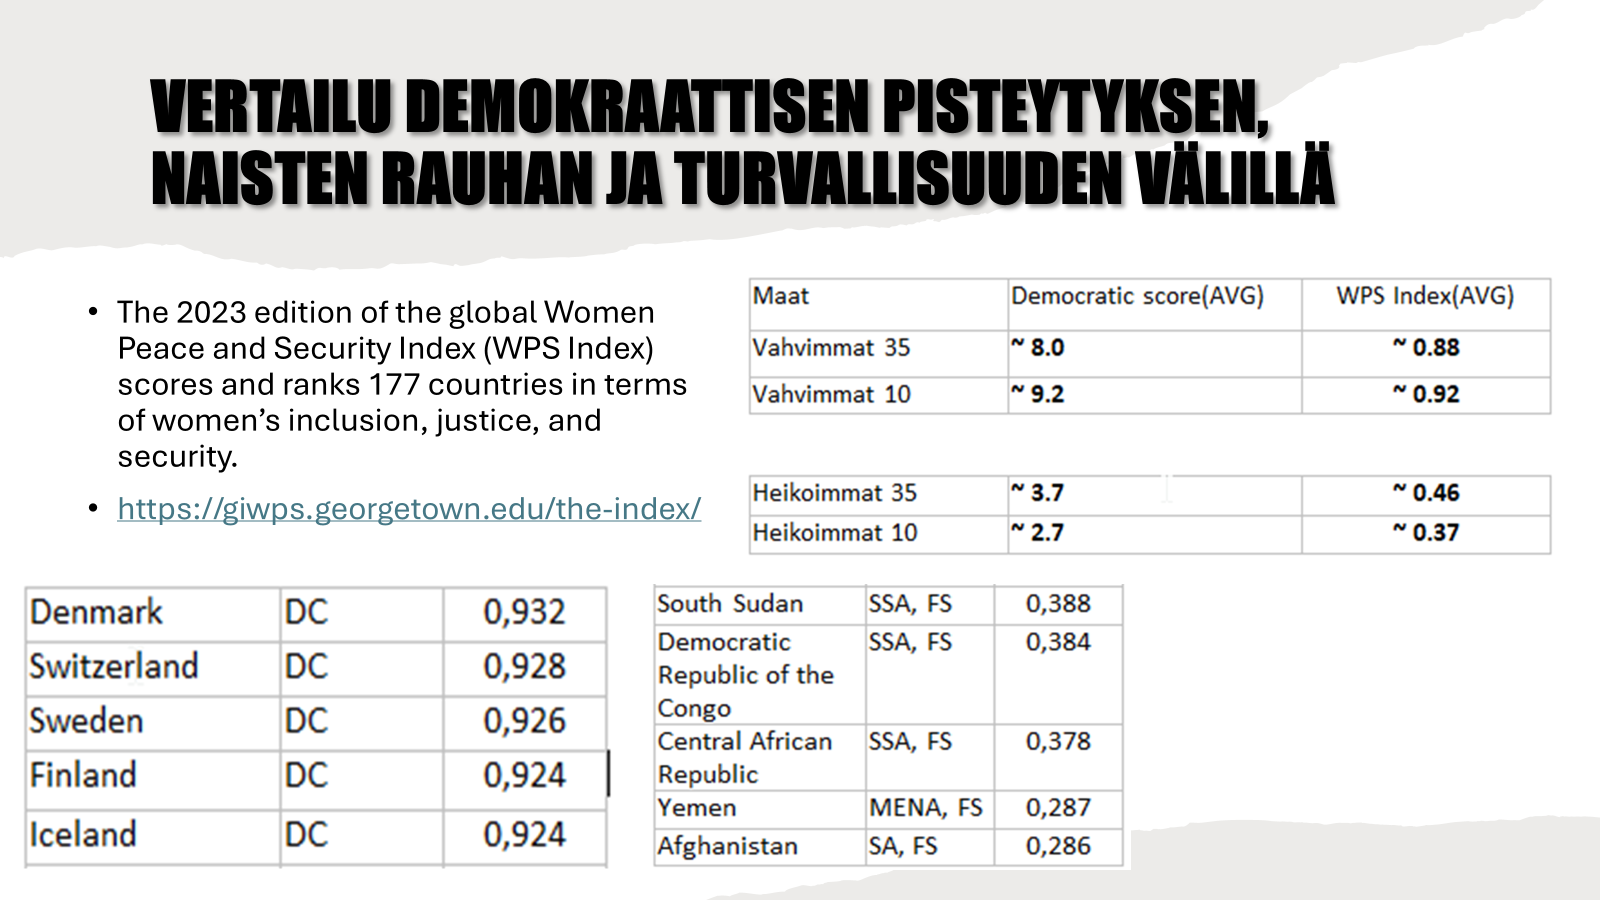 VERTAILU DEMOKRAATTISEN PISTEYTYKSEN,
NAISTEN RAUHAN JA TURVALLISUUDEN VÄLILLÄ
• The 2023 edition of the global Women
Peace and Security Index (WPS Index)
scores and ranks 177 countries in terms
of women’s inclusion, justice, and
security.
• https://giwps.georgetown.edu/the-index/
Maat Democratic score(AVG) WPS Index(AVG)
Vahvimmat 35 ~ 8.0 ~ 0.88
Vahvimmat 10 ~ 9.2 ~ 0.92
Heikoimmat 35 ~ 3.7 ~ 0.46
Heikoimmat 10 ~ 2.7 ~ 0.37
Denmark DC 0,932
Switzerland DC 0,928
Sweden DC 0,926
Finland DC 0,924
Iceland DC 0,924
South Sudan SSA, FS 0,388
Democratic SSA, FS 0,384
Republic of the
Congo
Central African SSA, FS 0,378
Republic
Yemen MENA, FS 0,287
Afghanistan SA, FS 0,286